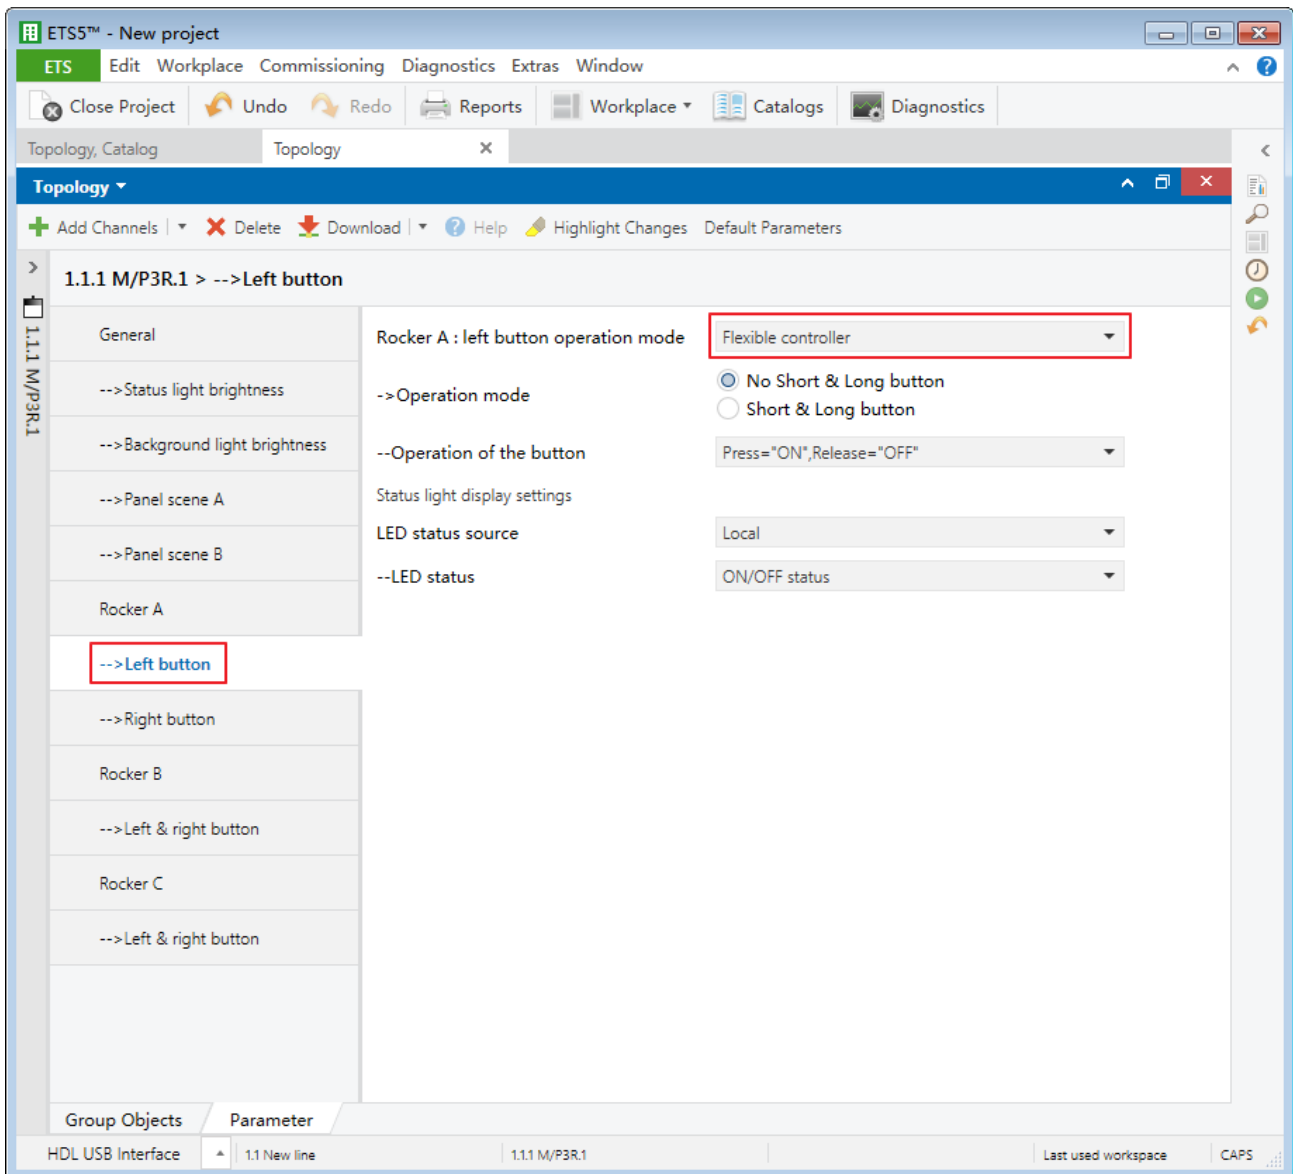 ETS5™ - New project
ETS Edit Workplace Commissioning Diagnostics Extras Window
Close Project Undo Redo Reports Workplace Catalogs Diagnostics
Topology, Catalog Topology
Topology
Add Channels Delete Download Help Highlight Changes Default Parameters
1.1.1 M/P3R.1 > -->Left button
1.1.1 M/P3R.1
General
-->Status light brightness
-->Background light brightness
-->Panel scene A
-->Panel scene B
Rocker A
-->Left button
-->Right button
Rocker B
-->Left & right button
Rocker C
-->Left & right button
Rocker A : left button operation mode Flexible controller
->Operation mode
No Short & Long button
Short & Long button
--Operation of the button Press="ON",Release="OFF"
Status light display settings
LED status source Local
--LED status ON/OFF status
Group Objects Parameter
HDL USB Interface 1.1 New line 1.1.1 M/P3R.1 Last used workspace CAPS